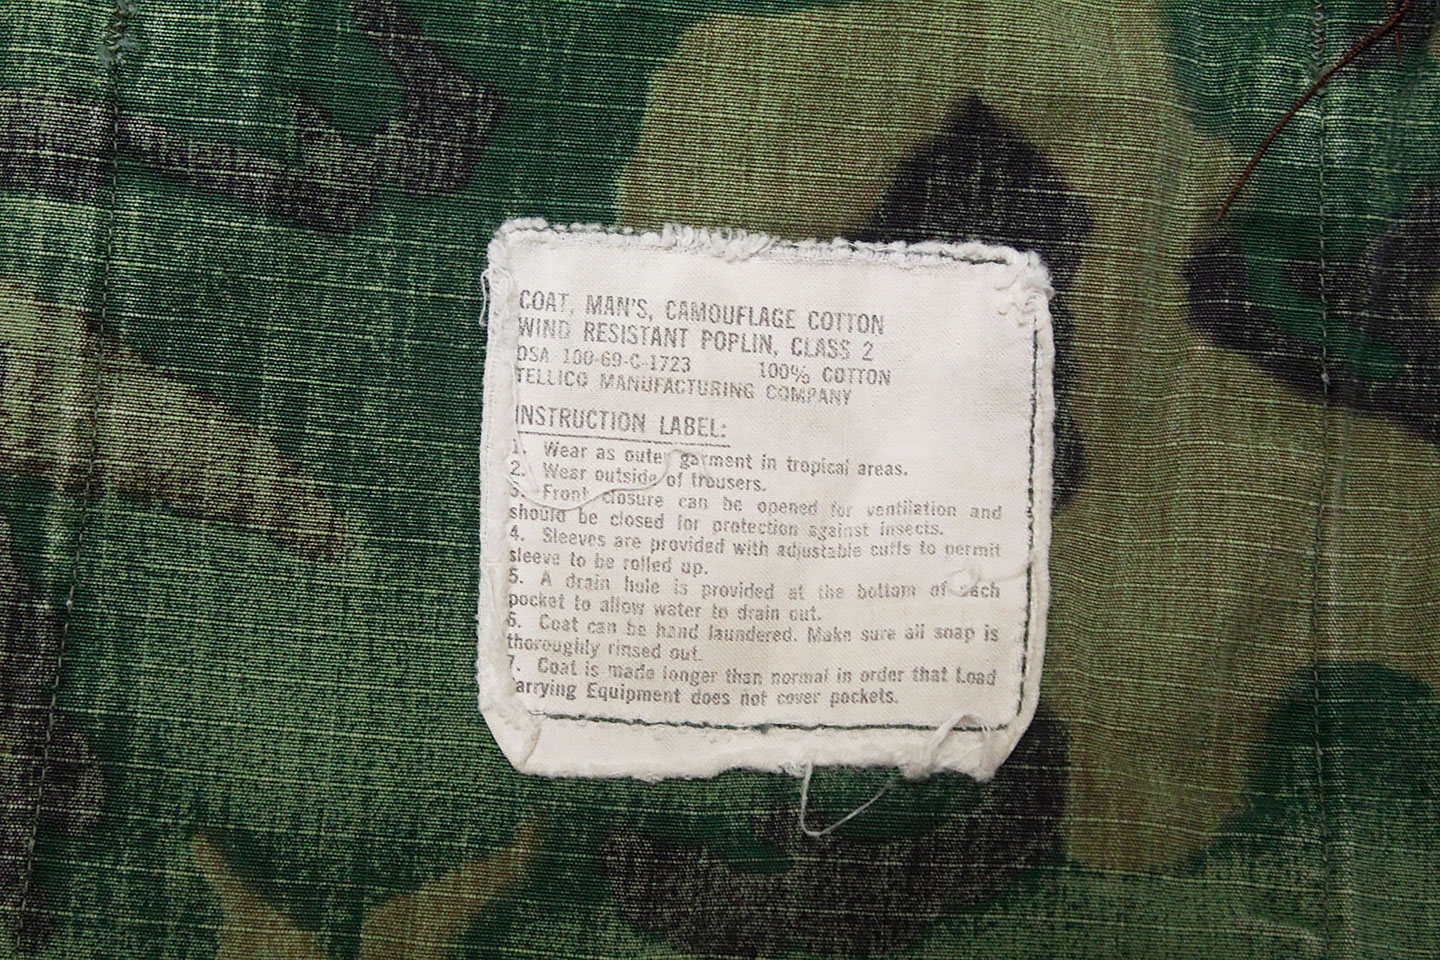 COAT, MAN'S, CAMOUFLAGE COTTON
WIND RESISTANT POPLIN, CLASS 2
DSA 100-69-C-1723 100% COTTON
TELLICO MANUFACTURING COMPANY
INSTRUCTION LABEL:
1. Wear as outer garment in tropical areas.
2. Wear outside of trousers.
3. Front closure can be opened for ventilation and
should be closed for protection against insects.
4. Sleeves are provided with adjustable cuffs to permit
sleeve to be rolled up.
5. A drain hole is provided at the bottom of each
pocket to allow water to drain out.
6. Coat can be hand laundered. Make sure all soap is
thoroughly rinsed out.
7. Coat is made longer than normal in order that Load
Carrying Equipment does not cover pockets.